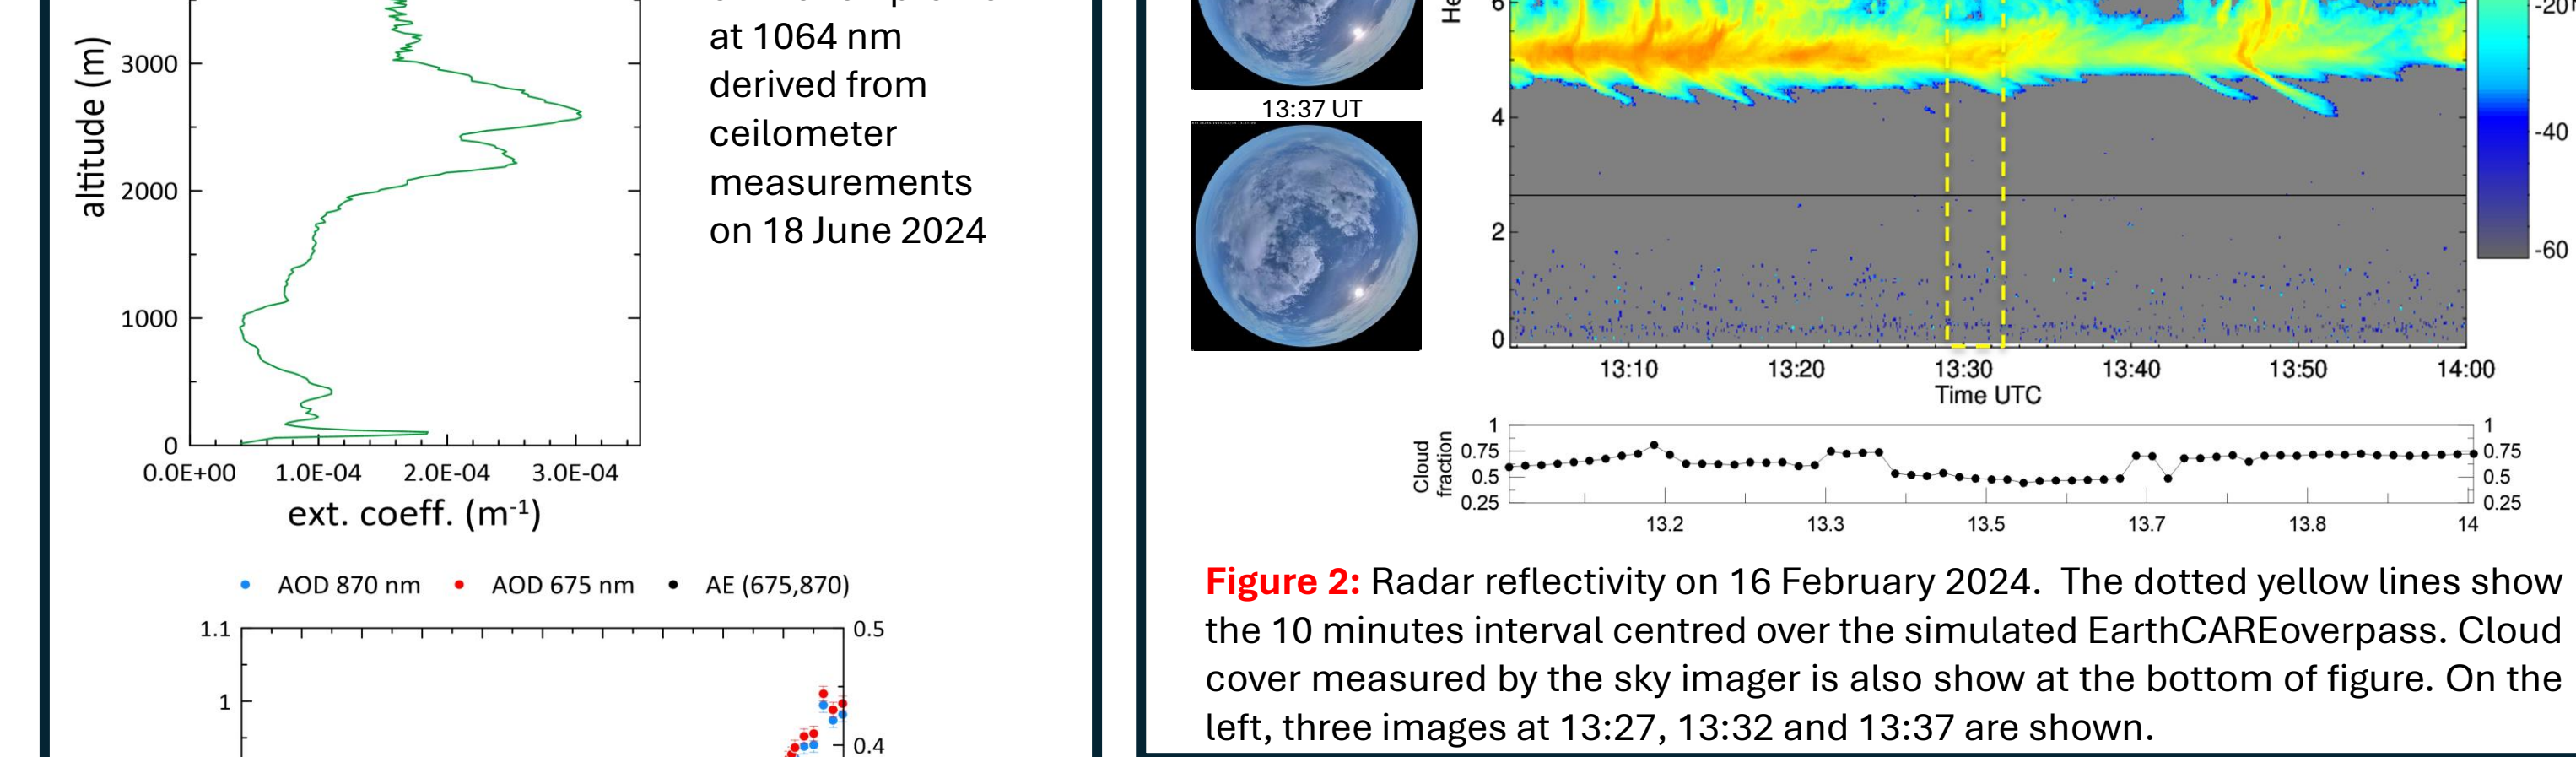 at 1064 nm
derived from
ceilometer
measurements
on 18 June 2024
altitude (m)
3000
2000
1000
0
0.0E+00 1.0E-04 2.0E-04 3.0E-04
ext. coeff. (m-1)
AOD 870 nm AOD 675 nm AE (675,870)
1.1
1
0.5
0.4
13:37 UT
He
6
4
2
0
13:10 13:20 13:30 13:40 13:50 14:00
Time UTC
-20
-40
-60
Cloud
fraction
1
0.75
0.5
0.25
1
0.75
0.5
0.25
13.2 13.3 13.5 13.7 13.8 14
Figure 2: Radar reflectivity on 16 February 2024. The dotted yellow lines show
the 10 minutes interval centred over the simulated EarthCAREoverpass. Cloud
cover measured by the sky imager is also show at the bottom of figure. On the
left, three images at 13:27, 13:32 and 13:37 are shown.